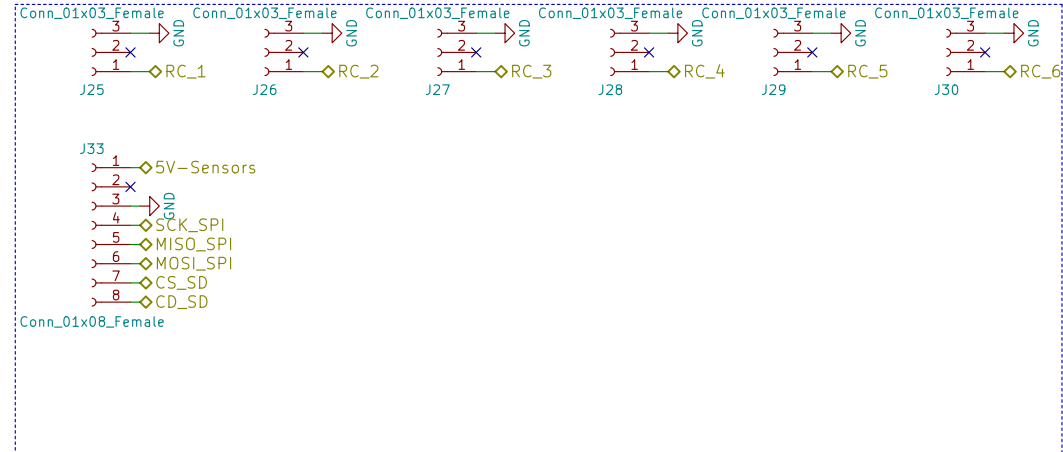 Conn_01x03_Female Conn_01x03_Female Conn_01x03_Female Conn_01x03_Female Conn_01x03_Female Conn_01x03_Female
3 GND 3 GND 3 GND 3 GND 3 GND 3 GND
2 2 2 2 2 2
1 RC_1 1 RC_2 1 RC_3 1 RC_4 1 RC_5 1 RC_6
J25 J26 J27 J28 J29 J30
J33
1 5V-Sensors
2
3 GND
4 SCK_SPI
5 MISO_SPI
6 MOSI_SPI
7 CS_SD
8 CD_SD
Conn_01x08_Female